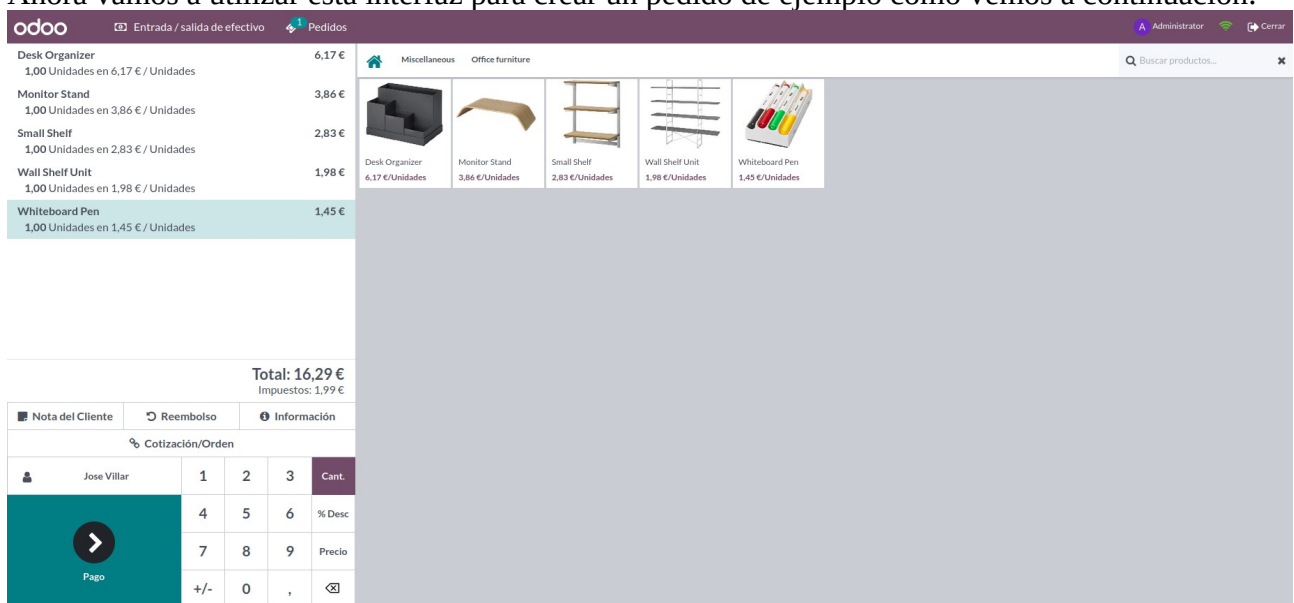 Ahora vamos a utilizar esta interfaz para crear un pedido de ejemplo como vemos a continuación:
odoo Entrada / salida de efectivo 1 Pedidos A Administrator Cerrar
Desk Organizer 6,17 €
1,00 Unidades en 6,17 € / Unidades
Monitor Stand 3,86 €
1,00 Unidades en 3,86 € / Unidades
Small Shelf 2,83 €
1,00 Unidades en 2,83 € / Unidades
Wall Shelf Unit 1,98 €
1,00 Unidades en 1,98 € / Unidades
Whiteboard Pen 1,45 €
1,00 Unidades en 1,45 € / Unidades
Total: 16,29 €
Impuestos: 1,99 €
Nota del Cliente Reembolso Información
Cotización/Orden
Jose Villar 1 2 3 Cant.
4 5 6 % Desc
7 8 9 Precio
Pago
+/- 0 ,
Miscellaneous Office furniture Buscar productos...
Desk Organizer Monitor Stand Small Shelf Wall Shelf Unit Whiteboard Pen
6,17 €/Unidades 3,86 €/Unidades 2,83 €/Unidades 1,98 €/Unidades 1,45 €/Unidades